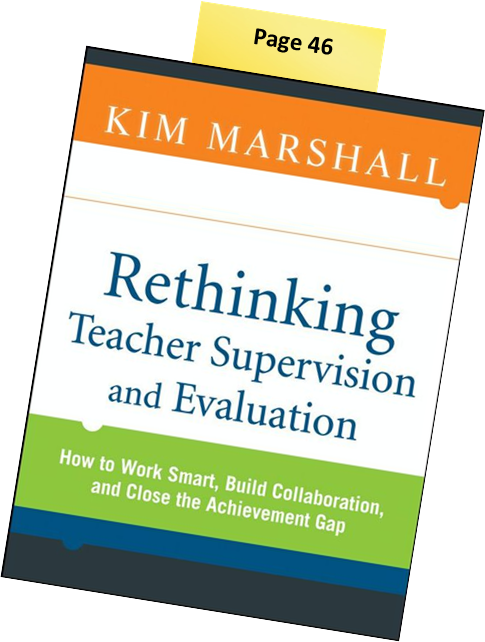 Page 46
KIM MARSHALL
Rethinking
Teacher Supervision
and Evaluation
How to Work Smart, Build Collaboration,
and Close the Achievement Gap